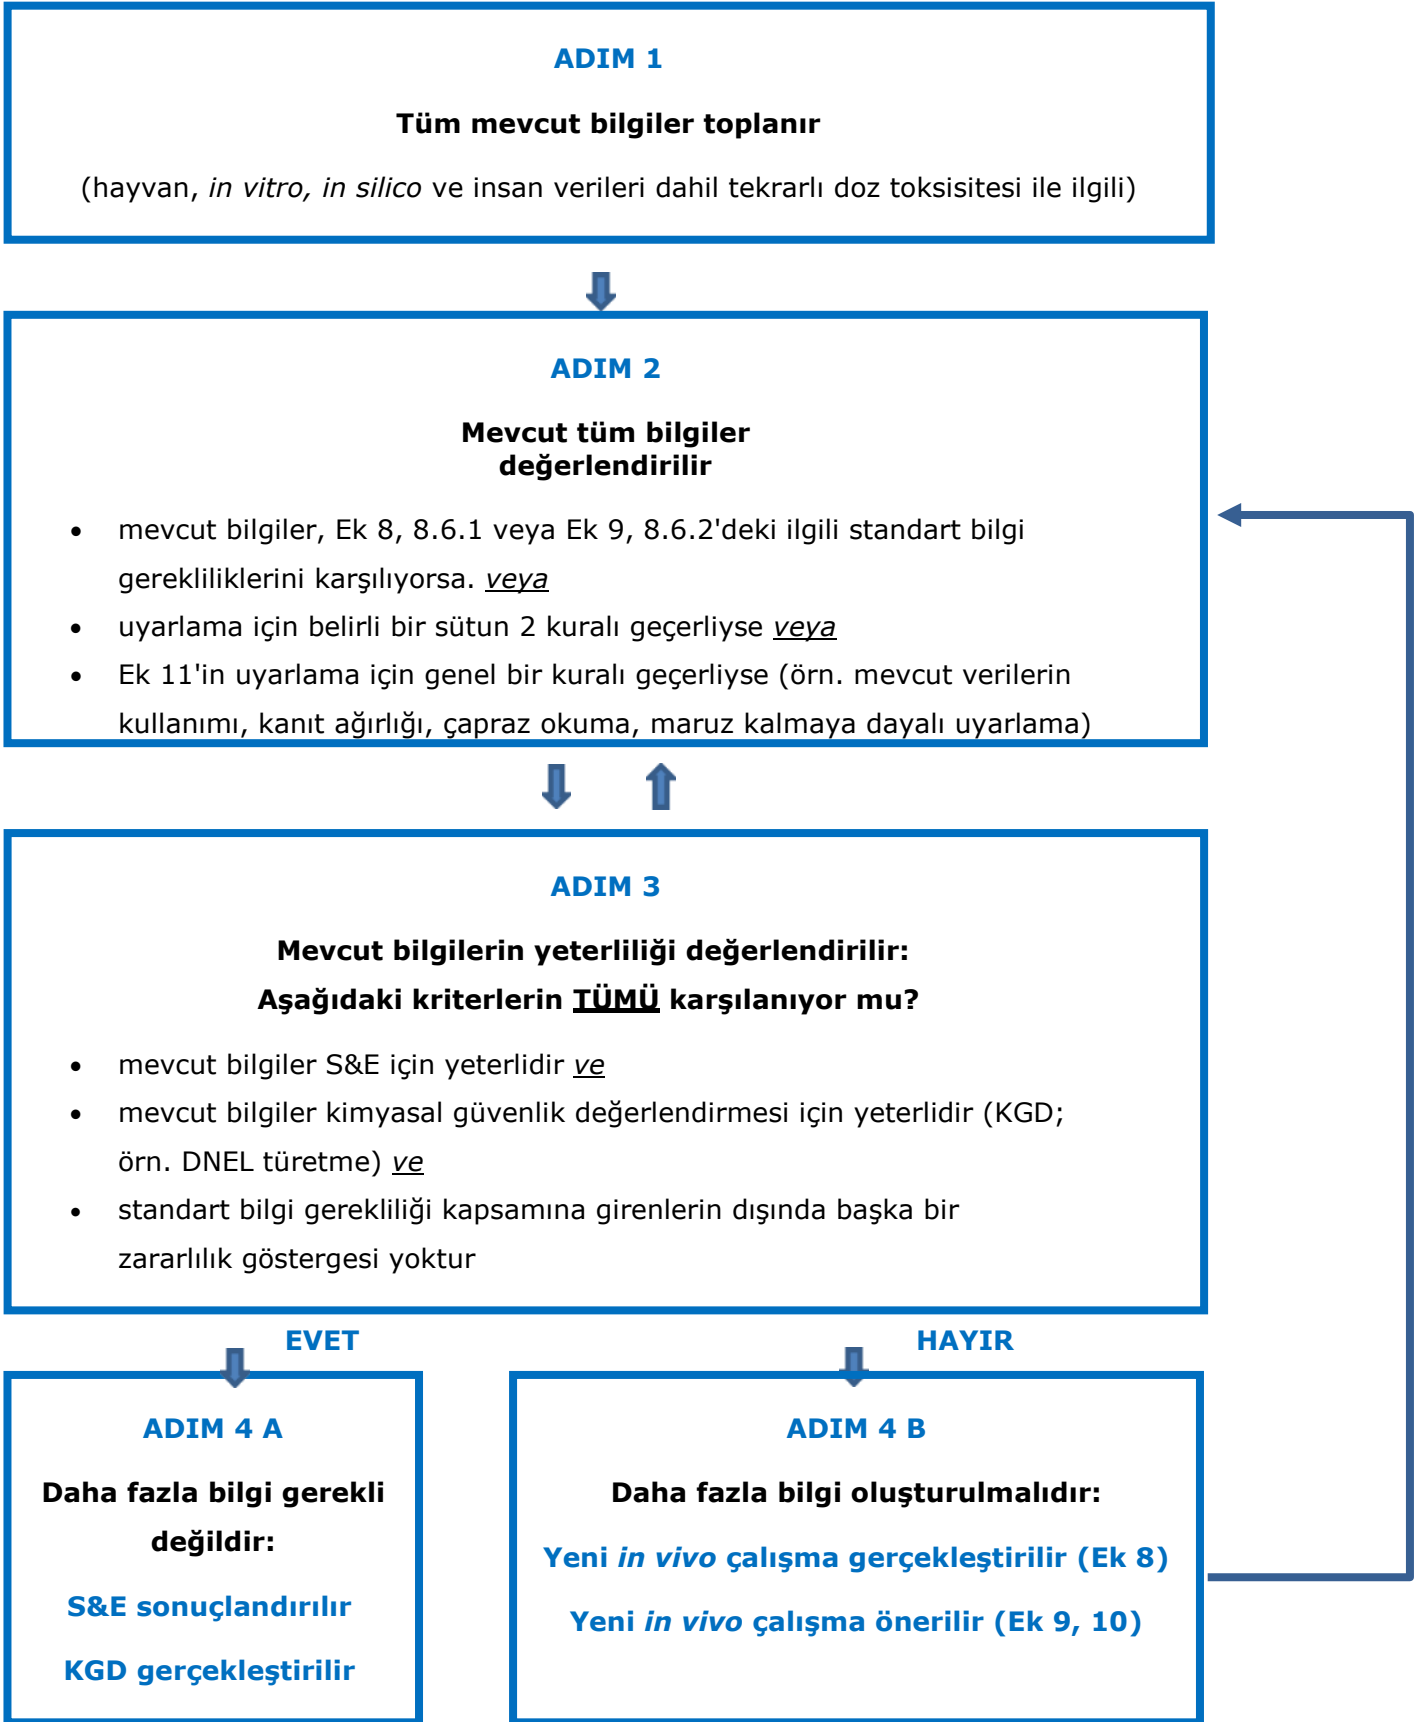 ADIM 1
Tüm mevcut bilgiler toplanır
(hayvan, in vitro, in silico ve insan verileri dahil tekrarlı doz toksisitesi ile ilgili)
ADIM 2
Mevcut tüm bilgiler
değerlendirilir
• mevcut bilgiler, Ek 8, 8.6.1 veya Ek 9, 8.6.2'deki ilgili standart bilgi
gerekliliklerini karşılıyorsa. veya
• uyarlama için belirli bir sütun 2 kuralı geçerliyse veya
• Ek 11'in uyarlama için genel bir kuralı geçerliyse (örn. mevcut verilerin
kullanımı, kanıt ağırlığı, çapraz okuma, maruz kalmaya dayalı uyarlama)
ADIM 3
Mevcut bilgilerin yeterliliği değerlendirilir:
Aşağıdaki kriterlerin TÜMÜ karşılanıyor mu?
• mevcut bilgiler S&E için yeterlidir ve
• mevcut bilgiler kimyasal güvenlik değerlendirmesi için yeterlidir (KGD;
örn. DNEL türetme) ve
• standart bilgi gerekliliği kapsamına girenlerin dışında başka bir
zararlılık göstergesi yoktur
EVET
HAYIR
ADIM 4 A
Daha fazla bilgi gerekli
değildir:
S&E sonuçlandırılır
KGD gerçekleştirilir
ADIM 4 B
Daha fazla bilgi oluşturulmalıdır:
Yeni in vivo çalışma gerçekleştirilir (Ek 8)
Yeni in vivo çalışma önerilir (Ek 9, 10)